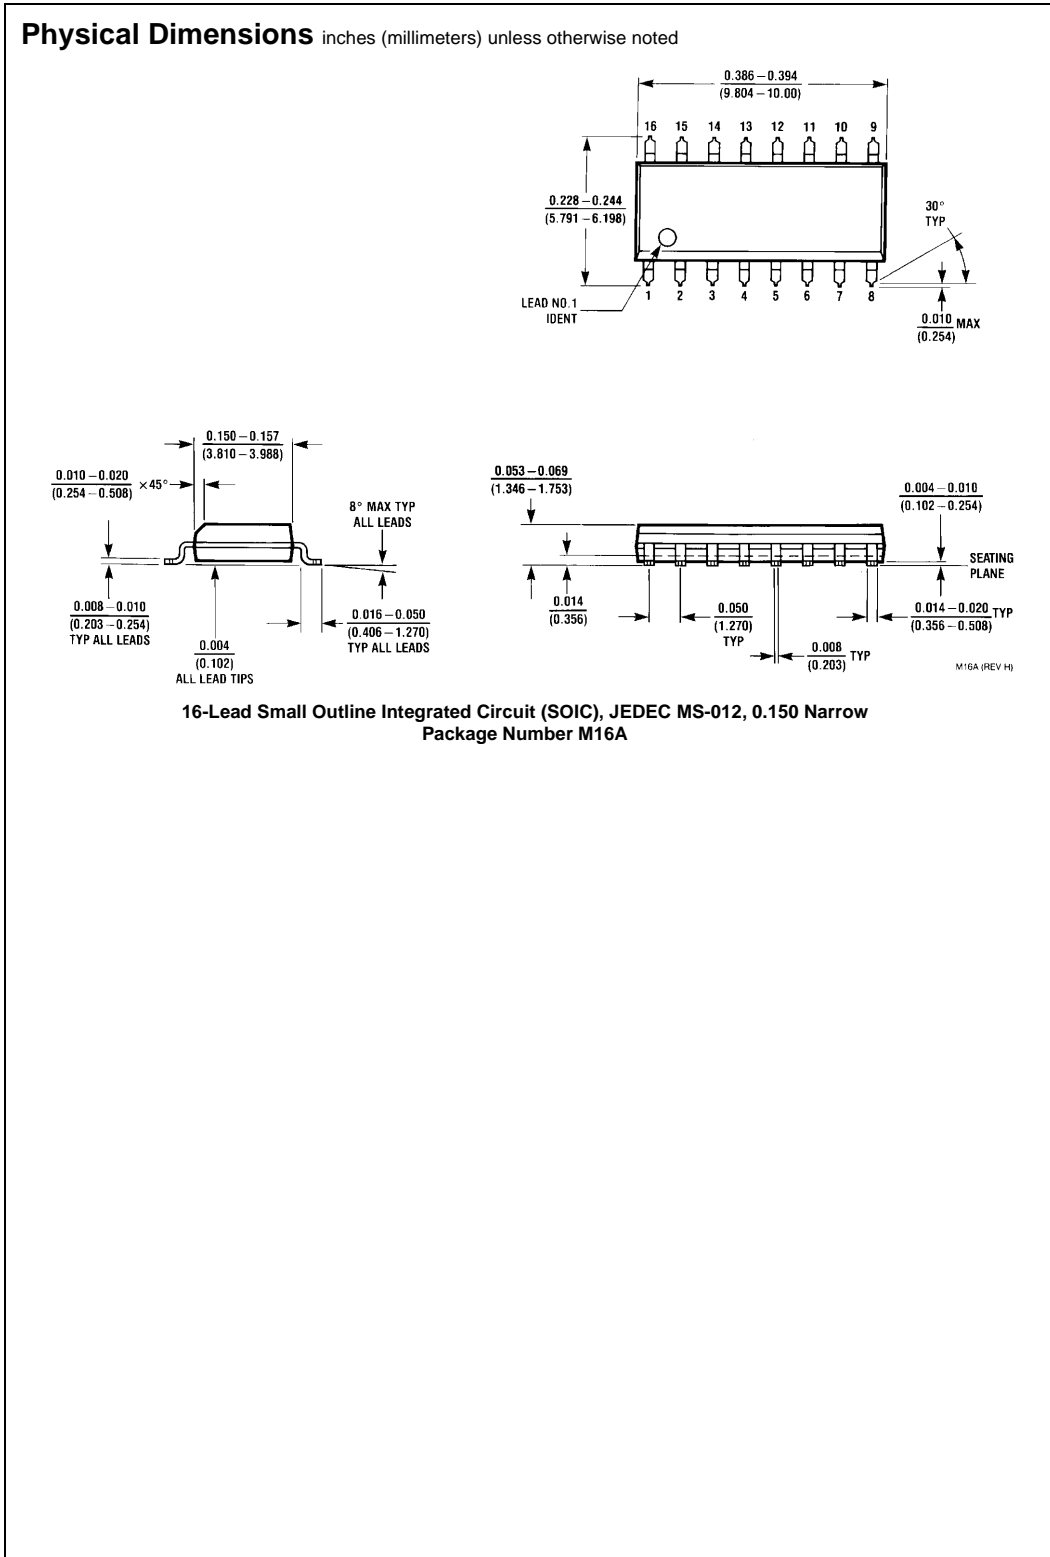 Physical Dimensions inches (millimeters) unless otherwise noted
0.386 – 0.394
(9.804 – 10.00)
16 15 14 13 12 11 10 9
0.228 – 0.244
(5.791 – 6.198)
30°
TYP
1 2 3 4 5 6 7 8
LEAD NO.1
IDENT
0.010 MAX
(0.254)
0.150 – 0.157
(3.810 – 3.988)
0.010 – 0.020
(0.254 – 0.508) ×45°
8° MAX TYP
ALL LEADS
0.008 – 0.010
(0.203 – 0.254)
TYP ALL LEADS
0.004
(0.102)
ALL LEAD TIPS
0.016 – 0.050
(0.406 – 1.270)
TYP ALL LEADS
0.053 – 0.069
(1.346 – 1.753)
0.004 – 0.010
(0.102 – 0.254)
SEATING
PLANE
0.014
(0.356)
0.050
(1.270)
TYP
0.014 – 0.020 TYP
(0.356 – 0.508)
0.008 TYP
(0.203)
M16A (REV H)
16-Lead Small Outline Integrated Circuit (SOIC), JEDEC MS-012, 0.150 Narrow
Package Number M16A